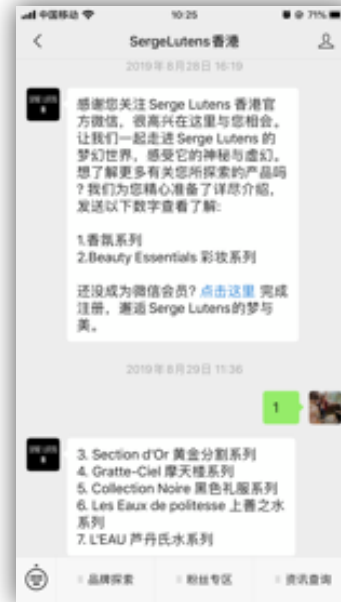 中国移动
10:25
71%
SergeLutens香港
2019年8月28日 16:19
感谢您关注 Serge Lutens 香港官
方微信，很高兴在这里与您相会。
让我们一起走进 Serge Lutens 的
梦幻世界，感受它的神秘与虚幻。
想了解更多有关您所探索的产品吗
？我们为您精心准备了详尽介绍，
发送以下数字查看了解:
1.香氛系列
2.Beauty Essentials 彩妆系列
还没成为微信会员? 点击这里 完成
注册，邂逅 Serge Lutens的梦与
美。
2019年8月29日 11:36
1
3. Section d'Or 黄金分割系列
4. Gratte-Ciel 摩天楼系列
5. Collection Noire 黑色礼服系列
6. Les Eaux de politesse 上善之水
系列
7. L'EAU 芦丹氏水系列
品牌探索
粉丝专区
资讯查询